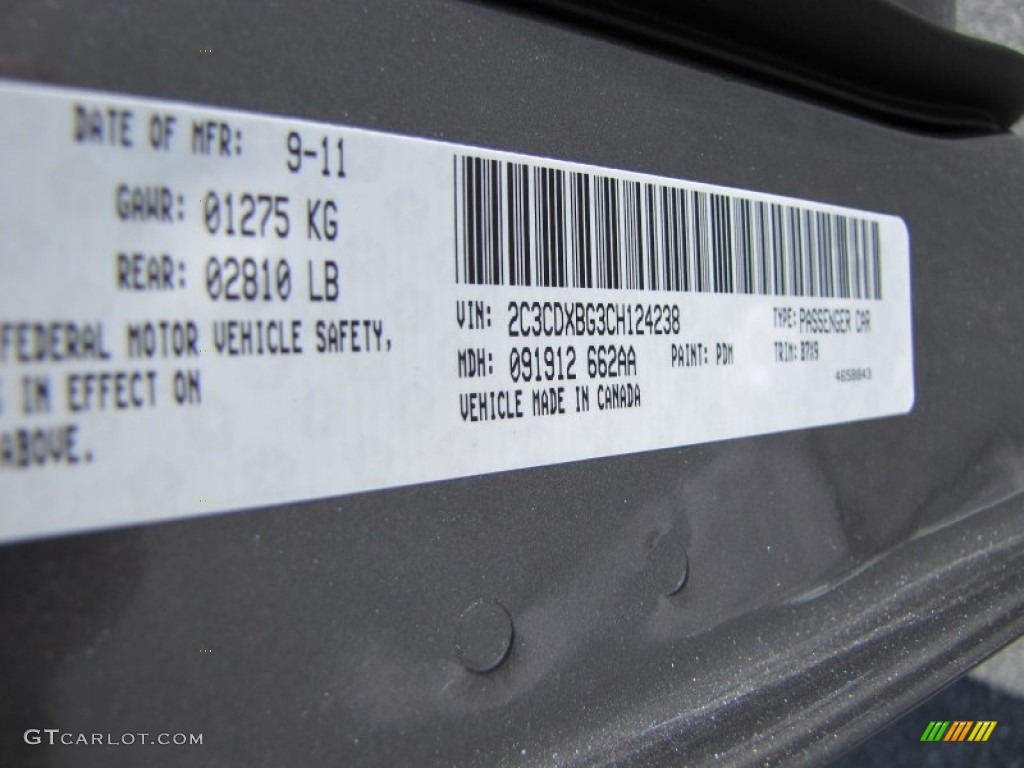 DATE OF MFR: 9-11
GAWR: 01275 KG
REAR: 02810 LB
FEDERAL MOTOR VEHICLE SAFETY,
IN EFFECT ON
ABOVE.
VIN: 2C3CDXBG3CH124238
TYPE: PASSENGER CAR
MDH: 091912 662AA
PAINT: PDM
TRIM: B7X9
VEHICLE MADE IN CANADA
4658843
GTCARLOT.COM